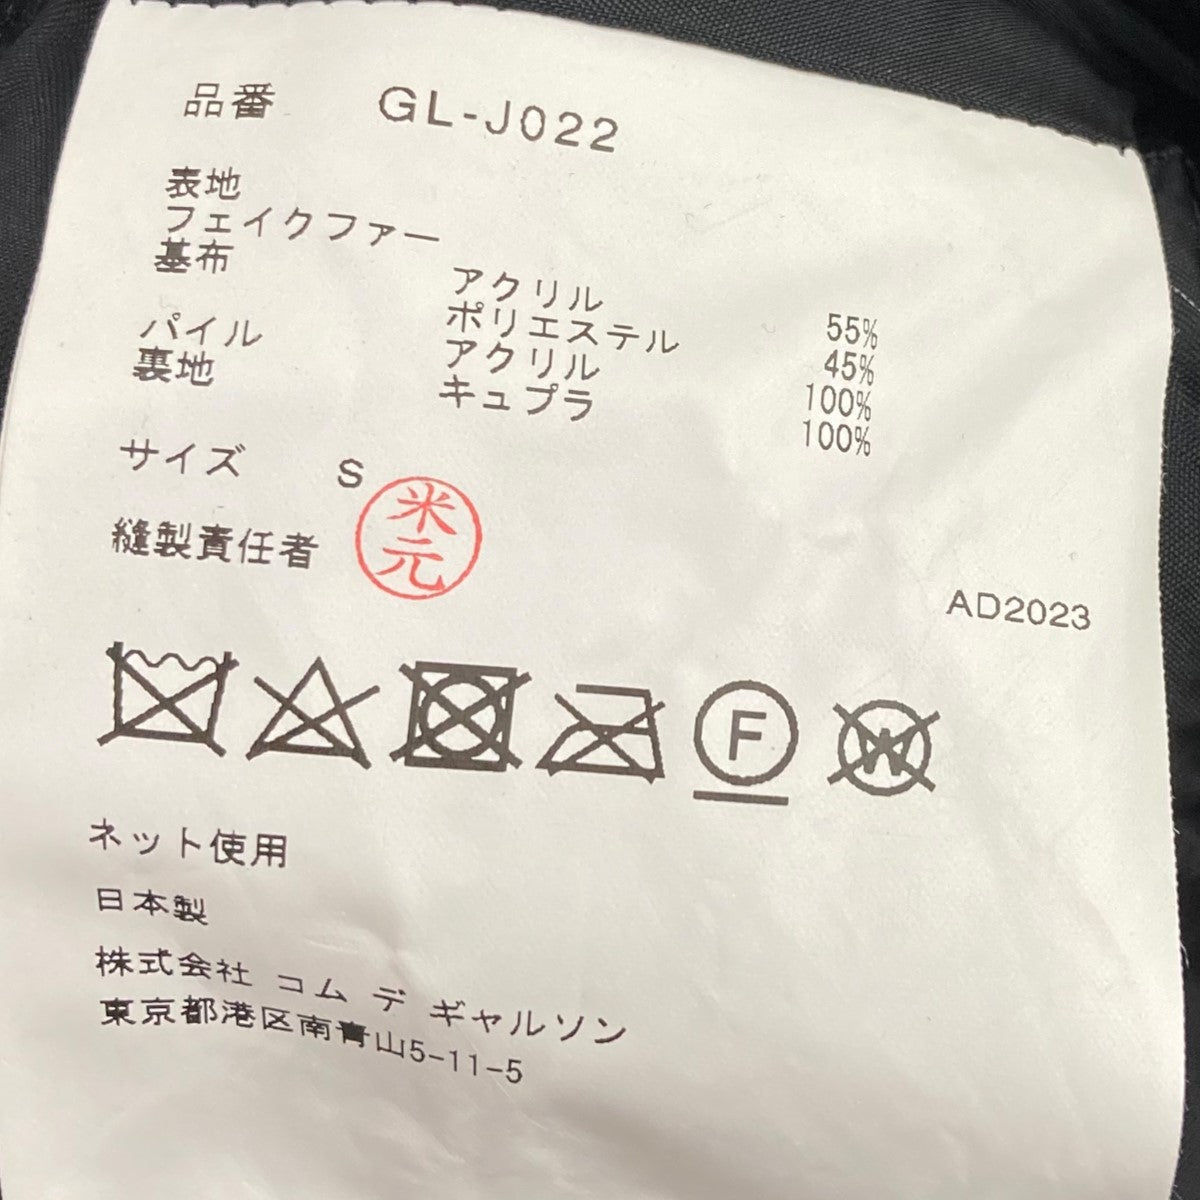 品番 GL-J022
表地
フェイクファー
基布 アクリル 55%
ポリエステル 45%
パイル アクリル 100%
裏地 キュプラ 100%
サイズ S
縫製責任者 米元
AD2023
F W
ネット使用
日本製
株式会社 コム デ ギャルソン
東京都港区南青山5-11-5